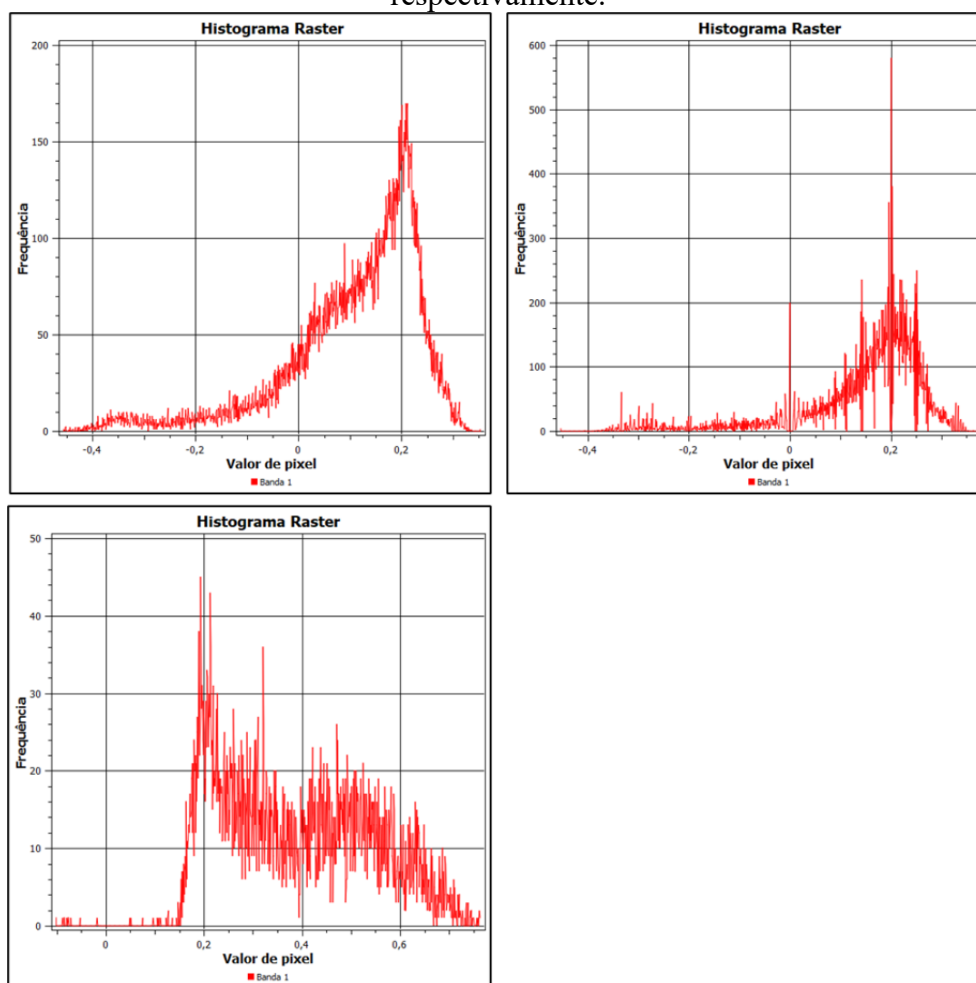 respectivamente.
Histograma Raster
200
150
100
50
0
Frequência
-0,4
-0,2
0
0,2
Valor de pixel
Banda 1
Histograma Raster
600
500
400
300
200
100
0
Frequência
-0,4
-0,2
0
0,2
Valor de pixel
Banda 1
Histograma Raster
50
40
30
20
10
0
Frequência
0
0,2
0,4
0,6
Valor de pixel
Banda 1